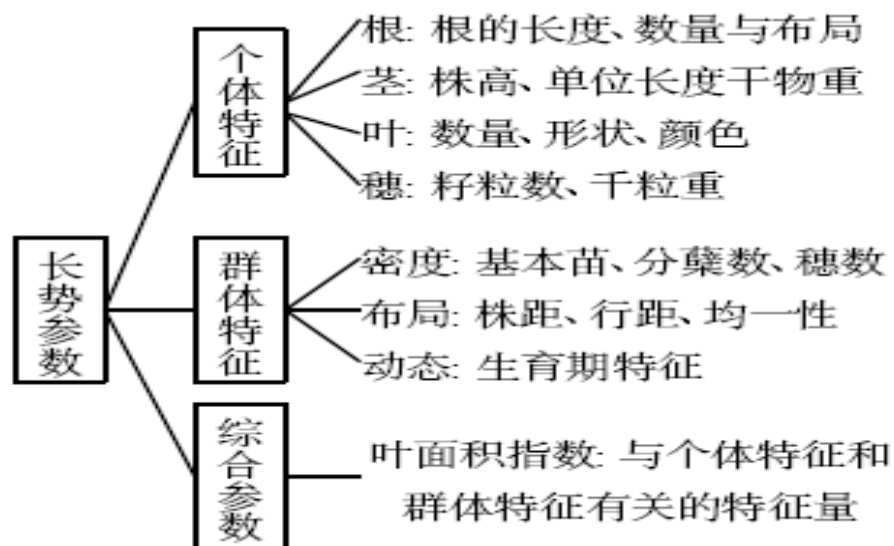 个体特征
根: 根的长度、数量与布局
茎: 株高、单位长度干物重
叶: 数量、形状、颜色
穗: 籽粒数、千粒重
长势参数
群体特征
密度: 基本苗、分蘖数、穗数
布局: 株距、行距、均一性
动态: 生育期特征
综合参数
叶面积指数: 与个体特征和
群体特征有关的特征量